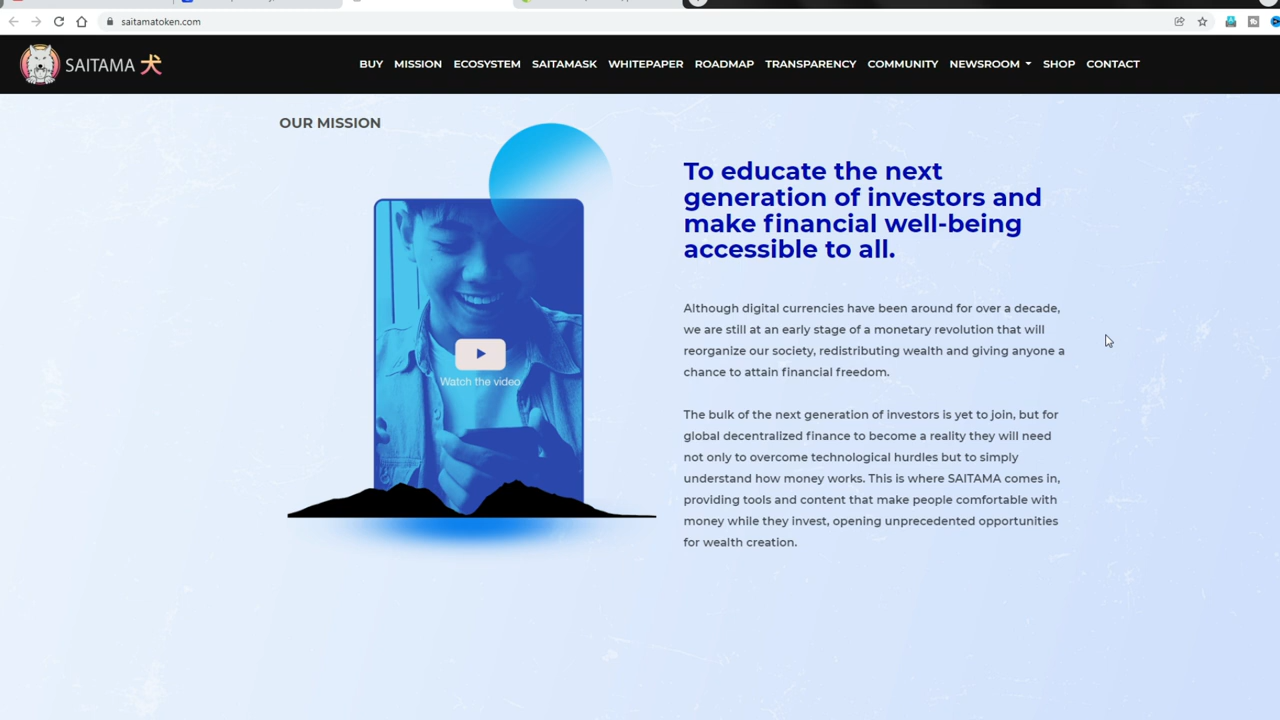 saitamatoken.com
SAITAMA 犬
BUY MISSION ECOSYSTEM SAITAMASK WHITEPAPER ROADMAP TRANSPARENCY COMMUNITY NEWSROOM SHOP CONTACT
OUR MISSION
Watch the video
To educate the next
generation of investors and
make financial well-being
accessible to all.
Although digital currencies have been around for over a decade,
we are still at an early stage of a monetary revolution that will
reorganize our society, redistributing wealth and giving anyone a
chance to attain financial freedom.
The bulk of the next generation of investors is yet to join, but for
global decentralized finance to become a reality they will need
not only to overcome technological hurdles but to simply
understand how money works. This is where SAITAMA comes in,
providing tools and content that make people comfortable with
money while they invest, opening unprecedented opportunities
for wealth creation.